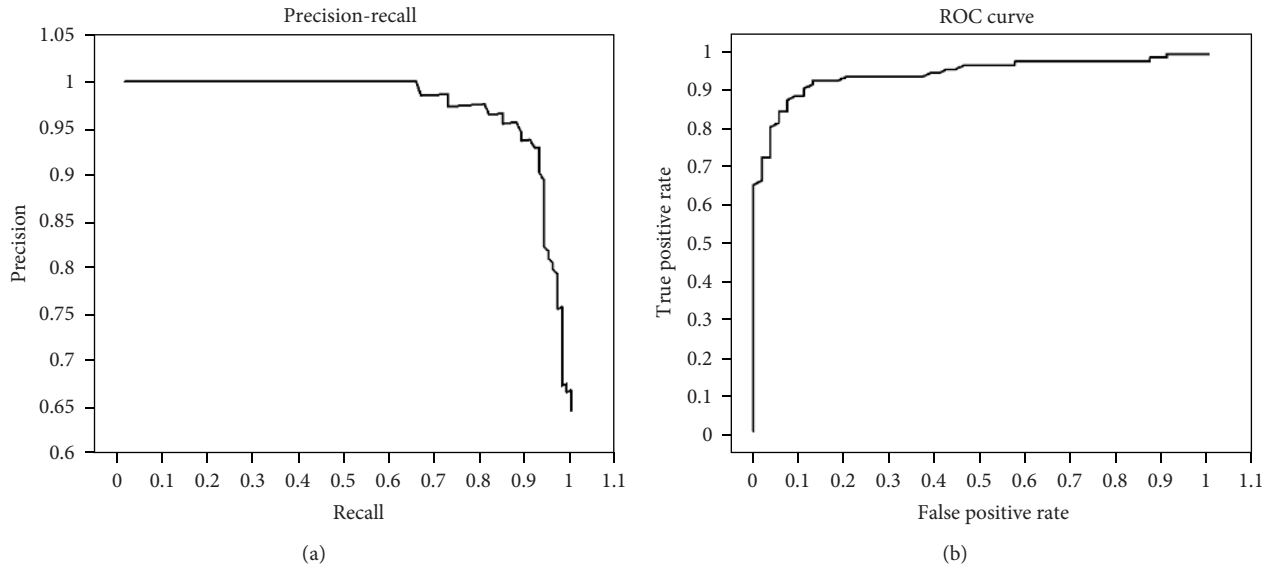 Precision-recall
1.05
1
0.95
0.9
0.85
0.8
0.75
0.7
0.65
0.6
Precision
0 0.1 0.2 0.3 0.4 0.5 0.6 0.7 0.8 0.9 1 1.1
Recall
(a)
ROC curve
1
0.9
0.8
0.7
0.6
0.5
0.4
0.3
0.2
0.1
0
True positive rate
0 0.1 0.2 0.3 0.4 0.5 0.6 0.7 0.8 0.9 1 1.1
False positive rate
(b)